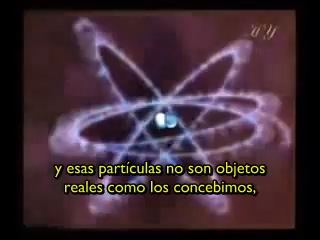 y esas partículas no son objetos
reales como los concebimos,